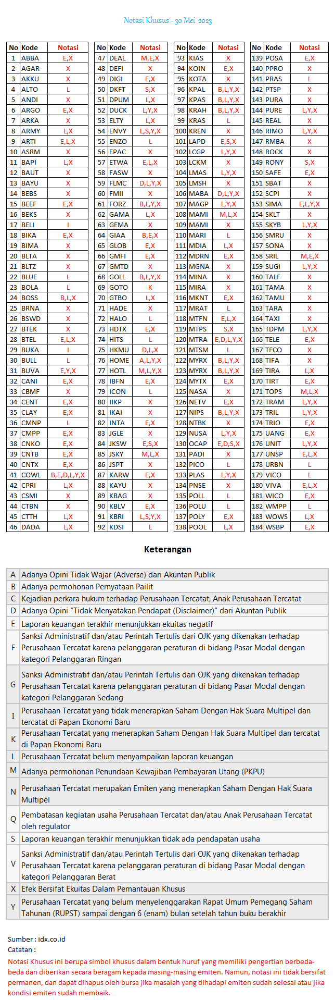 Notasi Khusus - 30 Mei 2023
No Kode Notasi No Kode Notasi No Kode Notasi No Kode Notasi
1 ABBA E,X 47 DEAL M,E,X 93 KIAS X 139 POSA E,X
2 AGAR X 48 DEFI X 94 KOIN E,X 140 PPRO X
3 AKKU X 49 DIGI E,X 95 KOTA X 141 PRAS L
4 ALTO L 50 DKFT S,X 96 KPAL B,L,Y,X 142 PTSP X
5 ANDI X 51 DPUM L,X 97 KPAS B,L,Y,X 143 PURA X
6 ARGO E,X 52 DUCK L,Y,X 98 KRAH B,L,Y,X 144 PURE L,Y,X
7 ARKA X 53 ELTY L,X 99 KRAS L 145 REAL X
8 ARMY L,X 54 ENVY L,S,Y,X 100 KREN X 146 RIMO L,Y,X
9 ARTI E,L,X 55 ENZO L 101 LAPD E,S,X 147 RMBA X
10 ASRM X 56 EPAC X 102 LCGP L,Y,X 148 ROCK X
11 BAPI L,X 57 ETWA E,L,X 103 LCKM X 149 RONY S,X
12 BAUT X 58 FASW X 104 LMAS L,Y,X 150 SAFE E,X
13 BAYU X 59 FLMC D,L,Y,X 105 LMSH X 151 SBAT X
14 BEBS X 60 FMII X 106 MABA D,L,Y,X 152 SCPI X
15 BEEF E,X 61 FORZ B,L,Y,X 107 MAGP L,Y,X 153 SIMA E,L,Y,X
16 BEKS X 62 GAMA L,X 108 MAMI M,L,X 154 SKLT X
17 BELI I 63 GEMA X 109 MAMI X 155 SKYB L,Y,X
18 BIKA E,X 64 GIAA B,E,X 110 MARI L 156 SMRU X
19 BIMA X 65 GLOB E,X 111 MDIA L,X 157 SONA X
20 BLTA X 66 GMFI E,X 112 MDRN E,X 158 SRIL M,E,X
21 BLTZ X 67 GMTD X 113 MGNA X 159 SUGI L,Y,X
22 BLUE L 68 GOLL B,L,Y,X 114 MINA X 160 TALF X
23 BOLA L 69 GOTO K 115 MIRA X 161 TAMA X
24 BOSS B,L,X 70 GTBO L,X 116 MKNT E,X 162 TAMU X
25 BRNA X 71 HADE X 117 MRAT L 163 TARA X
26 BSWD X 72 HALO L 118 MTFN E,L,X 164 TAXI X
27 BTEK X 73 HDTX E,X 119 MTPS S,X 165 TDPM L,Y,X
28 BTEL E,L,X 74 HITS L 120 MTRA E,D,L,Y,X 166 TELE E,X
29 BUKA I 75 HKMU D,L,X 121 MTSM L 167 TFCO X
30 BULL L 76 HOME A,L,Y,X 122 MYRX B,L,Y,X 168 TIFA X
31 BUVA E,Y,X 77 HOTL M,L,Y,X 123 MYRX B,L,Y,X 169 TIRA L,X
32 CANI E,X 78 IBFN E,X 124 MYTX E,X 170 TIRT E,X
33 CBMF X 79 ICON L 125 NASA X 171 TOPS M,L,X
34 CENT E,X 80 IIKP X 126 NETV E,X 172 TRAM L,Y,X
35 CLAY E,X 81 IKAI X 127 NIPS B,L,Y,X 173 TRIL L,Y,X
36 CMNP L 82 INTA E,X 128 NTBK X 174 TRIO E,X
37 CMPP E,X 83 JGLE X 129 NUSA L,Y,X 175 UANG E,X
38 CNKO E,X 84 JKSW E,S,X 130 OCAP E,D,S,X 176 UNIT L,Y,X
39 CNTB E,X 85 JSKY M,L,X 131 PADI X 177 UNSP E,L,X
40 CNTX E,X 86 JSPT X 132 PICO L 178 URBN L
41 COWL B,E,D,L,Y,X 87 KARW E,X 133 PLAS L,Y,X 179 VICO L
42 CPRI L,X 88 KAYU X 134 PNSE X 180 VIVA E,L,X
43 CSMI X 89 KBAG X 135 POLL L 181 WICO E,X
44 CTBN X 90 KBLV E,X 136 POLU L 182 WMPP L
45 CTTH L,X 91 KBRI L,S,Y,X 137 POLY E,X 183 WOWS L,X
46 DADA L,X 92 KDSI L 138 POOL L,X 184 WSBP E,X
Keterangan
A Adanya Opini Tidak Wajar (Adverse) dari Akuntan Publik
B Adanya permohonan Pernyataan Pailit
C Kejadian perkara hukum terhadap Perusahaan Tercatat, Anak Perusahaan Tercatat
D Adanya Opini “Tidak Menyatakan Pendapat (Disclaimer)” dari Akuntan Publik
E Laporan keuangan terakhir menunjukkan ekuitas negatif
Sanksi Administratif dan/atau Perintah Tertulis dari OJK yang dikenakan terhadap
F Perusahaan Tercatat karena pelanggaran peraturan di bidang Pasar Modal dengan
kategori Pelanggaran Ringan
Sanksi Administratif dan/atau Perintah Tertulis dari OJK yang dikenakan terhadap
G Perusahaan Tercatat karena pelanggaran peraturan di bidang Pasar Modal dengan
kategori Pelanggaran Sedang
I Perusahaan Tercatat yang tidak menerapkan Saham Dengan Hak Suara Multipel dan
tercatat di Papan Ekonomi Baru
K Perusahaan Tercatat yang menerapkan Saham Dengan Hak Suara Multipel dan tercatat
di Papan Ekonomi Baru
L Perusahaan Tercatat belum menyampaikan laporan keuangan
M Adanya permohonan Penundaan Kewajiban Pembayaran Utang (PKPU)
N Perusahaan Tercatat merupakan Emiten yang menerapkan Saham Dengan Hak Suara
Multipel
Q Pembatasan kegiatan usaha Perusahaan Tercatat dan/atau Anak Perusahaan Tercatat
oleh regulator
S Laporan keuangan terakhir menunjukkan tidak ada pendapatan usaha
Sanksi Administratif dan/atau Perintah Tertulis dari OJK yang dikenakan terhadap
V Perusahaan Tercatat karena pelanggaran peraturan di bidang Pasar Modal dengan
kategori Pelanggaran Berat
X Efek Bersifat Ekuitas Dalam Pemantauan Khusus
Y Perusahaan Tercatat yang belum menyelenggarakan Rapat Umum Pemegang Saham
Tahunan (RUPST) sampai dengan 6 (enam) bulan setelah tahun buku berakhir
Sumber : idx.co.id
Catatan :
Notasi Khusus ini berupa simbol khusus dalam bentuk huruf yang memiliki pengertian berbeda-
beda dan diberikan secara beragam kepada masing-masing emiten. Namun, notasi ini tidak bersifat
permanen, dan dapat dihapus oleh bursa jika masalah yang dihadapi emiten sudah selesai atau jika
kondisi emiten sudah membaik.